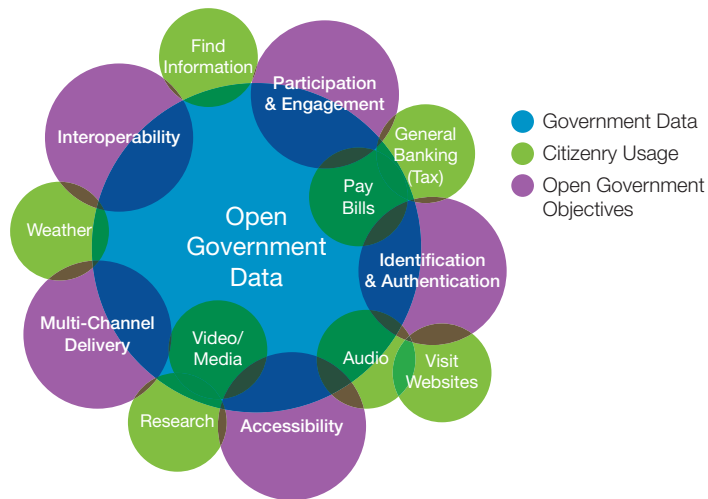 Find
Information
Participation
& Engagement
Interoperability
General
Banking
(Tax)
Pay
Bills
Weather
Open
Government
Data
Identification
& Authentication
Multi-Channel
Delivery
Video/
Media
Audio
Visit
Websites
Research
Accessibility
Government Data
Citizenry Usage
Open Government
Objectives